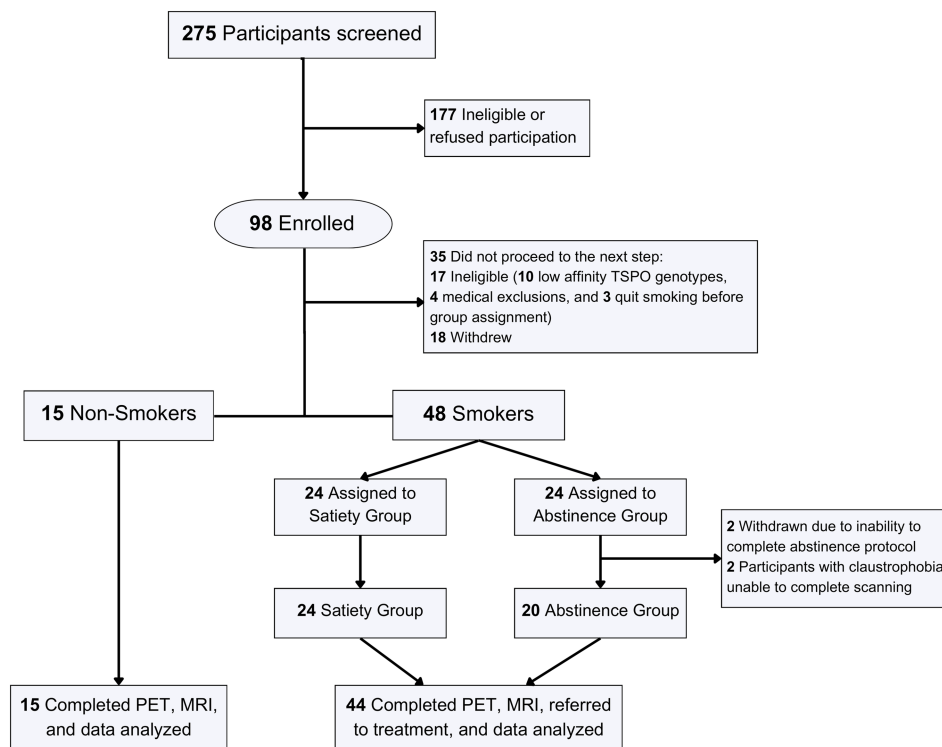 275 Participants screened
177 Ineligible or
refused participation
98 Enrolled
35 Did not proceed to the next step:
17 Ineligible (10 low affinity TSPO genotypes,
4 medical exclusions, and 3 quit smoking before
group assignment)
18 Withdrew
15 Non-Smokers
48 Smokers
24 Assigned to
Satiety Group
24 Assigned to
Abstinence Group
2 Withdrawn due to inability to
complete abstinence protocol
2 Participants with claustrophobia
unable to complete scanning
24 Satiety Group
20 Abstinence Group
15 Completed PET, MRI,
and data analyzed
44 Completed PET, MRI, referred
to treatment, and data analyzed